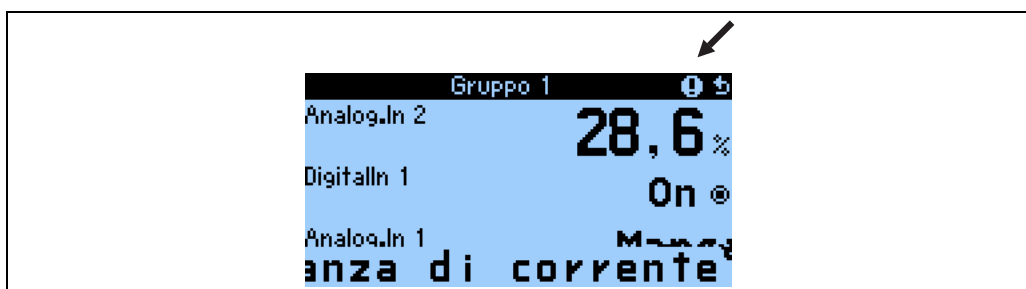 Gruppo 1
Analog.In 2 28,6 %
DigitalIn 1 On
Analog.In 1
anza di corrente